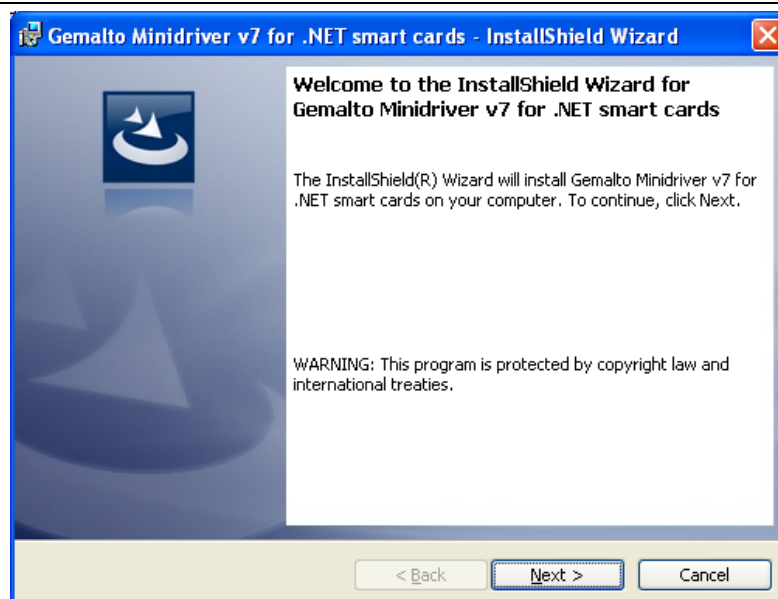 Gemalto Minidriver v7 for .NET smart cards - InstallShield Wizard
Welcome to the InstallShield Wizard for
Gemalto Minidriver v7 for .NET smart cards
The InstallShield(R) Wizard will install Gemalto Minidriver v7 for
.NET smart cards on your computer. To continue, click Next.
WARNING: This program is protected by copyright law and
international treaties.
< Back Next > Cancel